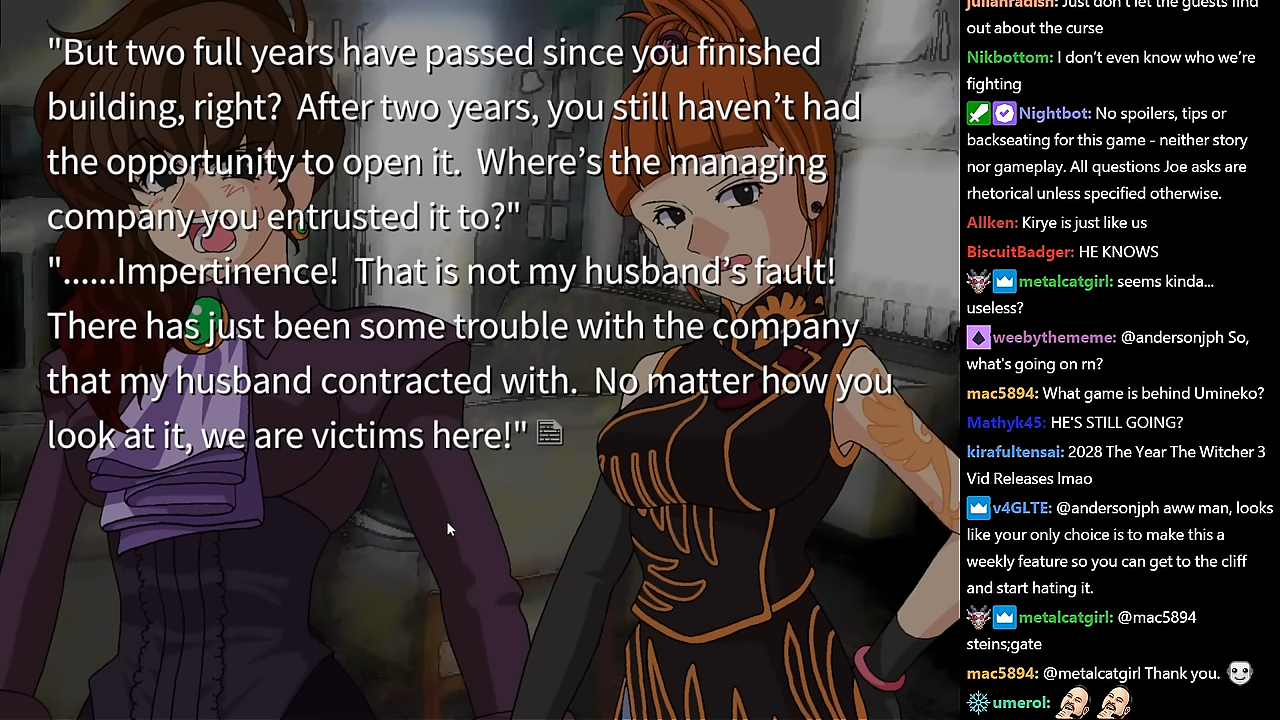 "But two full years have passed since you finished
building, right?  After two years, you still haven’t had
the opportunity to open it.  Where’s the managing
company you entrusted it to?"
"......Impertinence!  That is not my husband’s fault!
There has just been some trouble with the company
that my husband contracted with.  No matter how you
look at it, we are victims here!"
julianradish: Just don't let the guests find
out about the curse
Nikbottom: I don’t even know who we’re
fighting
Nightbot: No spoilers, tips or
backseating for this game - neither story
nor gameplay. All questions Joe asks are
rhetorical unless specified otherwise.
Allken: Kirye is just like us
BiscuitBadger: HE KNOWS
metalcatgirl: seems kinda...
useless?
weebythememe: @andersonjph So,
what's going on rn?
mac5894: What game is behind Umineko?
Mathyk45: HE'S STILL GOING?
kirafultensai: 2028 The Year The Witcher 3
Vid Releases lmao
v4GLTE: @andersonjph aww man, looks
like your only choice is to make this a
weekly feature so you can get to the cliff
and start hating it.
metalcatgirl: @mac5894
steins;gate
mac5894: @metalcatgirl Thank you.
umerol: